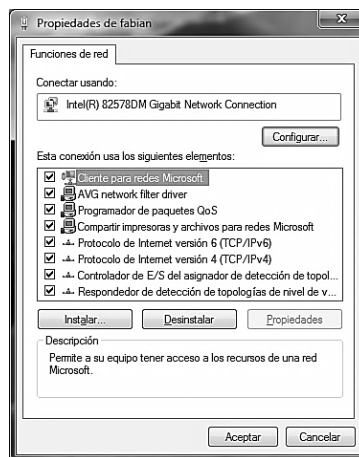 Propiedades de fabian
Funciones de red
Conectar usando:
Intel(R) 82578DM Gigabit Network Connection
Configurar...
Esta conexión usa los siguientes elementos:
Cliente para redes Microsoft
AVG network filter driver
Programador de paquetes QoS
Compartir impresoras y archivos para redes Microsoft
Protocolo de Internet versión 6 (TCP/IPv6)
Protocolo de Internet versión 4 (TCP/IPv4)
Controlador de E/S del asignador de detección de topol...
Respondedor de detección de topologías de nivel de v...
Instalar... Desinstalar Propiedades
Descripción
Permite a su equipo tener acceso a los recursos de una red
Microsoft.
Aceptar Cancelar